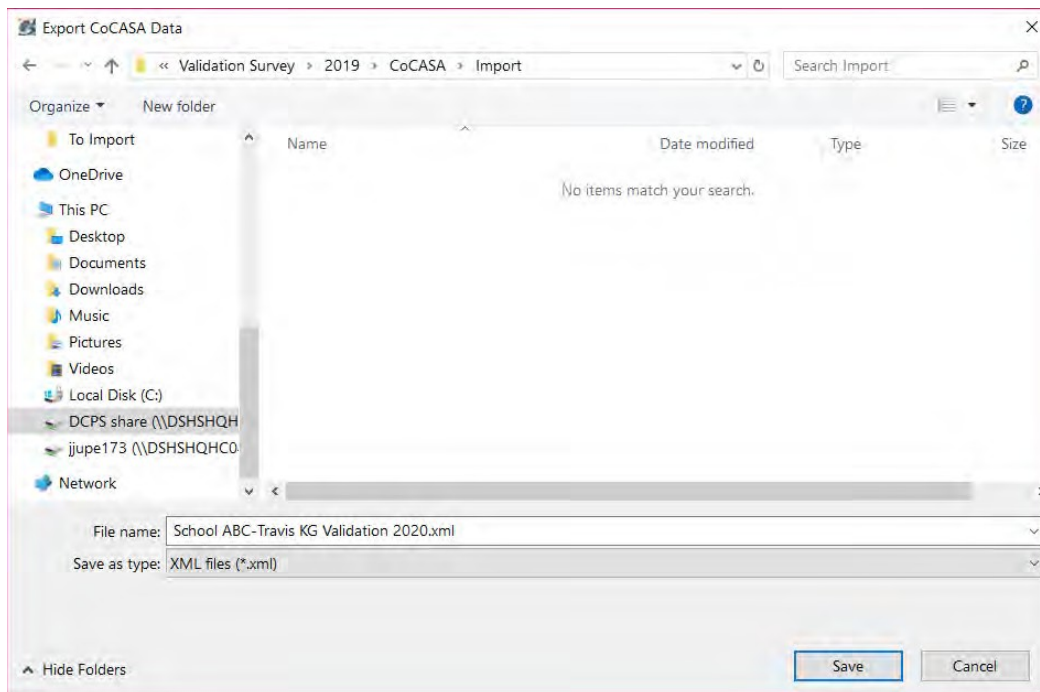 Export CoCASA Data
« Validation Survey › 2019 › CoCASA › Import
Search Import
Organize
New folder
Name
Date modified
Type
Size
No items match your search.
To Import
OneDrive
This PC
Desktop
Documents
Downloads
Music
Pictures
Videos
Local Disk (C:)
DCPS share (\\DSHSHQH
jjupe173 (\\DSHSHQHC0
Network
File name: School ABC-Travis KG Validation 2020.xml
Save as type: XML files (*.xml)
Hide Folders
Save
Cancel